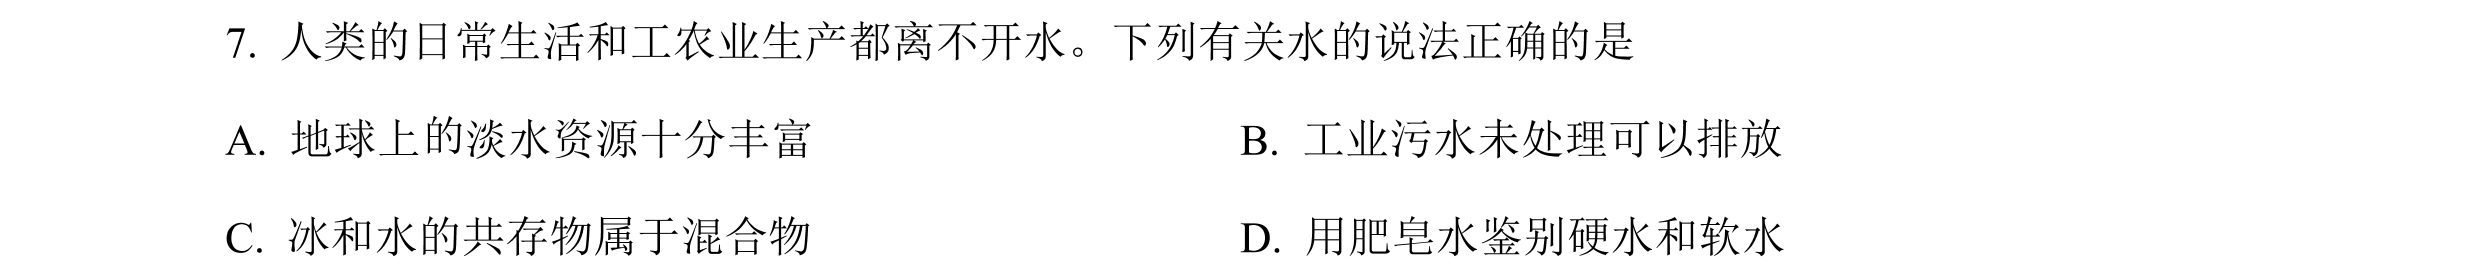 7. 人类的日常生活和工农业生产都离不开水。下列有关水的说法正确的是
A. 地球上的淡水资源十分丰富 B. 工业污水未处理可以排放
C. 冰和水的共存物属于混合物 D. 用肥皂水鉴别硬水和软水